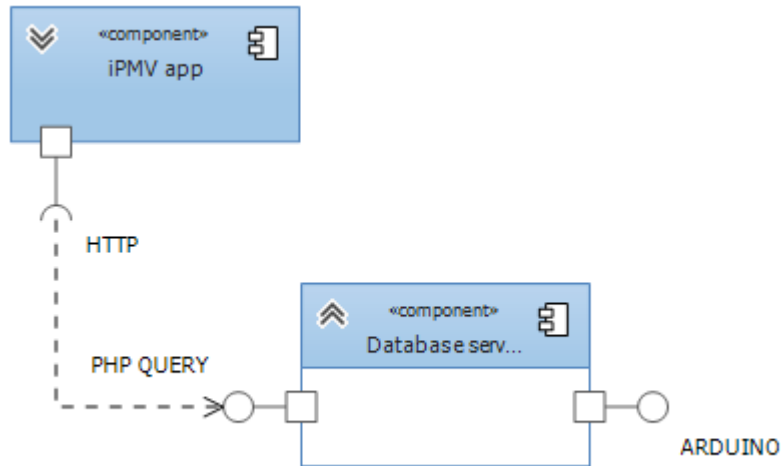 «component»
iPMV app
HTTP
«component»
Database serv...
PHP QUERY
ARDUINO